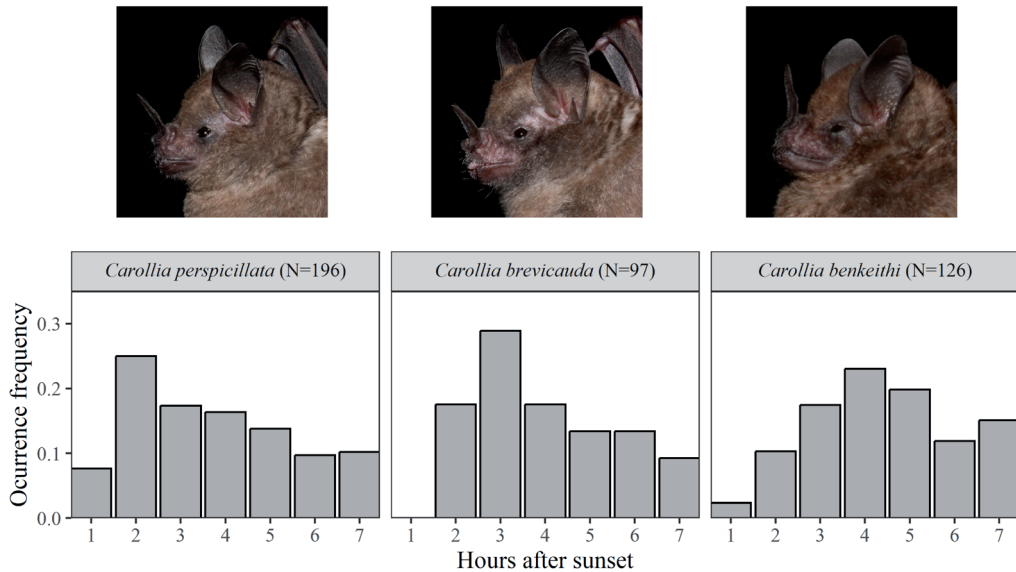 Carollia perspicillata (N=196)
Carollia brevicauda (N=97)
Carollia benkeithi (N=126)
Ocurrence frequency
0.3
0.2
0.1
0.0
1 2 3 4 5 6 7
1 2 3 4 5 6 7
1 2 3 4 5 6 7
Hours after sunset